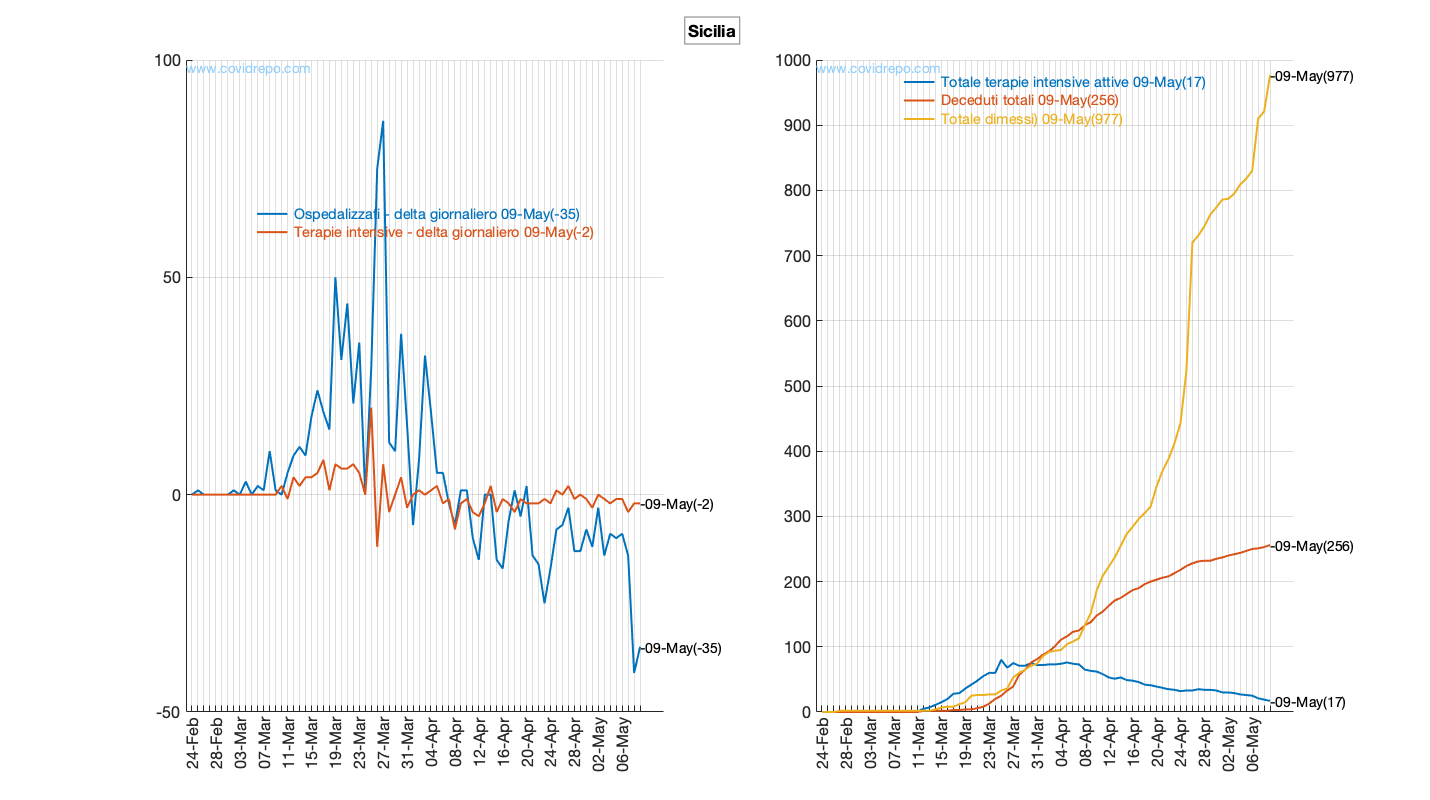 Sicilia
www.covidrepo.com
Ospedalizzati - delta giornaliero 09-May(-35)
Terapie intensive - delta giornaliero 09-May(-2)
100
50
0
-50
-09-May(-2)
-09-May(-35)
24-Feb
28-Feb
03-Mar
07-Mar
11-Mar
15-Mar
19-Mar
23-Mar
27-Mar
31-Mar
04-Apr
08-Apr
12-Apr
16-Apr
20-Apr
24-Apr
28-Apr
02-May
06-May
www.covidrepo.com
Totale terapie intensive attive 09-May(17)
Deceduti totali 09-May(256)
Totale dimessi) 09-May(977)
1000
900
800
700
600
500
400
300
200
100
0
-09-May(977)
-09-May(256)
-09-May(17)
24-Feb
28-Feb
03-Mar
07-Mar
11-Mar
15-Mar
19-Mar
23-Mar
27-Mar
31-Mar
04-Apr
08-Apr
12-Apr
16-Apr
20-Apr
24-Apr
28-Apr
02-May
06-May